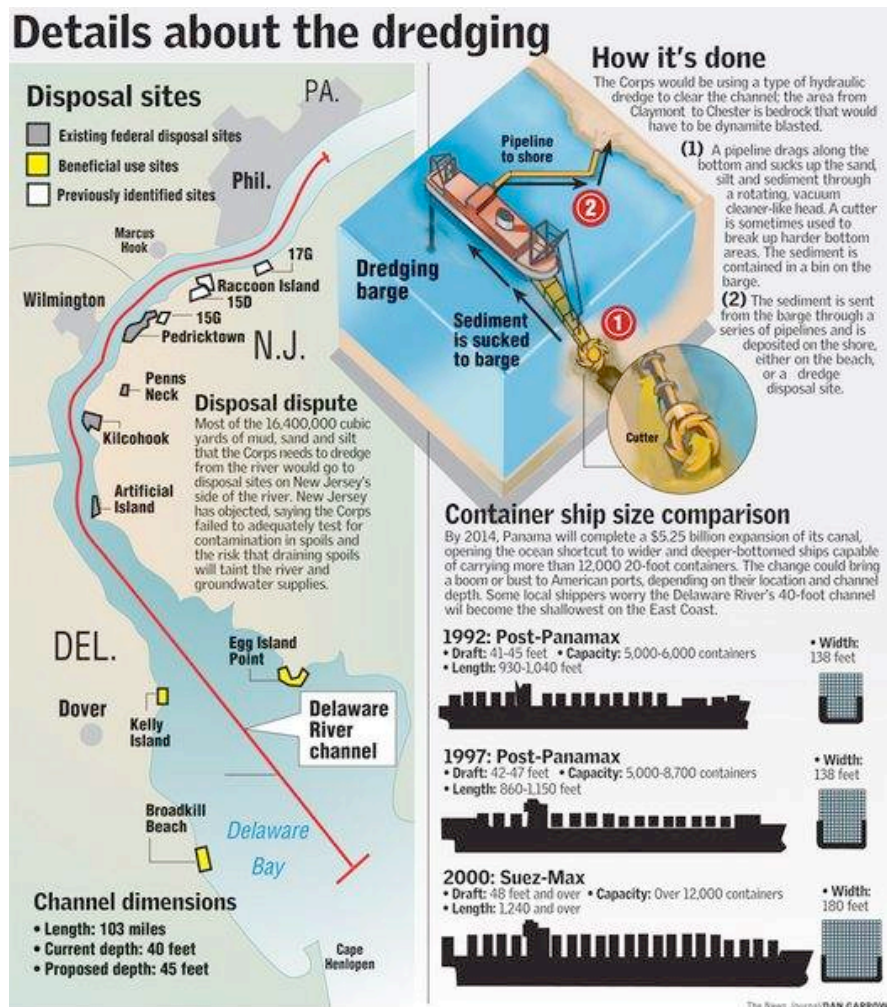 Details about the dredging
Disposal sites
Existing federal disposal sites
Beneficial use sites
Previously identified sites
PA.
Phil.
Marcus
Hook
Wilmington
17G
Raccoon Island
15D
15G
Pedricktown
N.J.
Penns
Neck
Kilcohook
Artificial
Island
Disposal dispute
Most of the 16,400,000 cubic
yards of mud, sand and silt
that the Corps needs to dredge
from the river would go to
disposal sites on New Jersey's
side of the river. New Jersey
has objected, saying the Corps
failed to adequately test for
contamination in spoils and
the risk that draining spoils
will taint the river and
groundwater supplies.
DEL.
Egg Island
Point
Dover
Kelly
Island
Delaware
River
channel
Broadkill
Beach
Delaware
Bay
Channel dimensions
• Length: 103 miles
• Current depth: 40 feet
• Proposed depth: 45 feet
Cape
Henlopen
How it's done
The Corps would be using a type of hydraulic
dredge to clear the channel; the area from
Claymont to Chester is bedrock that would
have to be dynamite blasted.
(1) A pipeline drags along the
bottom and sucks up the sand,
silt and sediment through
a rotating, vacuum
cleaner-like head. A cutter
is sometimes used to
break up harder bottom
areas. The sediment is
contained in a bin on the
barge.
(2) The sediment is sent
from the barge through a
series of pipelines and is
deposited on the shore,
either on the beach,
or a dredge
disposal site.
Pipeline
to shore
2
Dredging
barge
Sediment
is sucked
to barge
1
Cutter
Container ship size comparison
By 2014, Panama will complete a $5.25 billion expansion of its canal,
opening the ocean shortcut to wider and deeper-bottomed ships capable
of carrying more than 12,000 20-foot containers. The change could bring
a boom or bust to American ports, depending on their location and channel
depth. Some local shippers worry the Delaware River's 40-foot channel
wil become the shallowest on the East Coast.
1992: Post-Panamax
• Draft: 41-45 feet • Capacity: 5,000-6,000 containers
• Length: 930-1,040 feet
• Width:
138 feet
1997: Post-Panamax
• Draft: 42-47 feet • Capacity: 5,000-8,700 containers
• Length: 860-1,150 feet
• Width:
138 feet
2000: Suez-Max
• Draft: 48 feet and over • Capacity: Over 12,000 containers
• Length: 1,240 and over
• Width:
180 feet
The News Journal/DAN GARROW